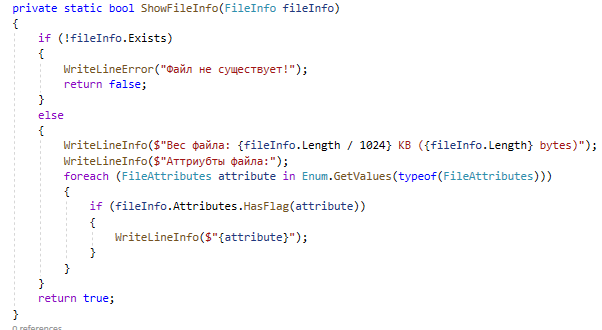 private static bool ShowFileInfo(FileInfo fileInfo)
{
if (!fileInfo.Exists)
{
WriteLineError("Файл не существует!");
return false;
}
else
{
WriteLineInfo($"Вес файла: {fileInfo.Length / 1024} KB ({fileInfo.Length} bytes)");
WriteLineInfo($"Аттриубты файла:");
foreach (FileAttributes attribute in Enum.GetValues(typeof(FileAttributes)))
{
if (fileInfo.Attributes.HasFlag(attribute))
{
WriteLineInfo($"{attribute}");
}
}
}
return true;
}
0 references